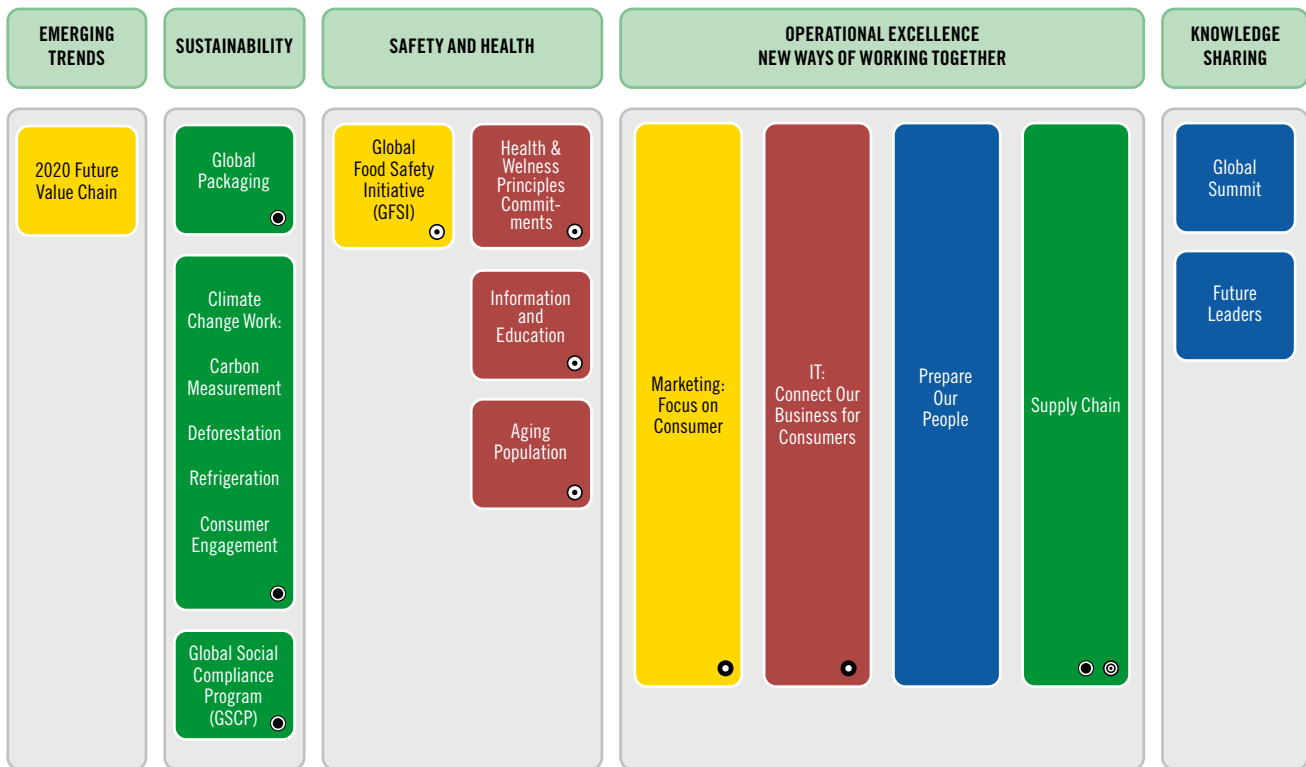 EMERGING
TRENDS
SUSTAINABILITY
SAFETY AND HEALTH
OPERATIONAL EXCELLENCE
NEW WAYS OF WORKING TOGETHER
KNOWLEDGE
SHARING
2020 Future
Value Chain
Global
Packaging
Climate
Change Work:
Carbon
Measurement
Deforestation
Refrigeration
Consumer
Engagement
Global Social
Compliance
Program
(GSCP)
Global
Food Safety
Initiative
(GFSI)
Health &
Welness
Principles
Commit-
ments
Information
and
Education
Aging
Population
Marketing:
Focus on
Consumer
IT:
Connect Our
Business for
Consumers
Prepare
Our
People
Supply Chain
Global
Summit
Future
Leaders